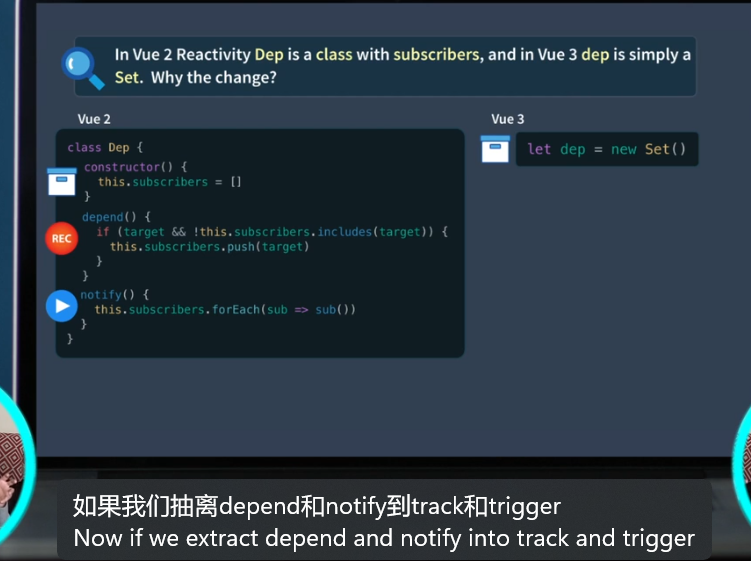 In Vue 2 Reactivity Dep is a class with subscribers, and in Vue 3 dep is simply a
Set. Why the change?
Vue 2
class Dep {
constructor() {
this.subscribers = []
}
depend() {
if (target && !this.subscribers.includes(target)) {
this.subscribers.push(target)
}
}
notify() {
this.subscribers.forEach(sub => sub())
}
}
REC
Vue 3
let dep = new Set()
如果我们抽离depend和notify到track和trigger
Now if we extract depend and notify into track and trigger